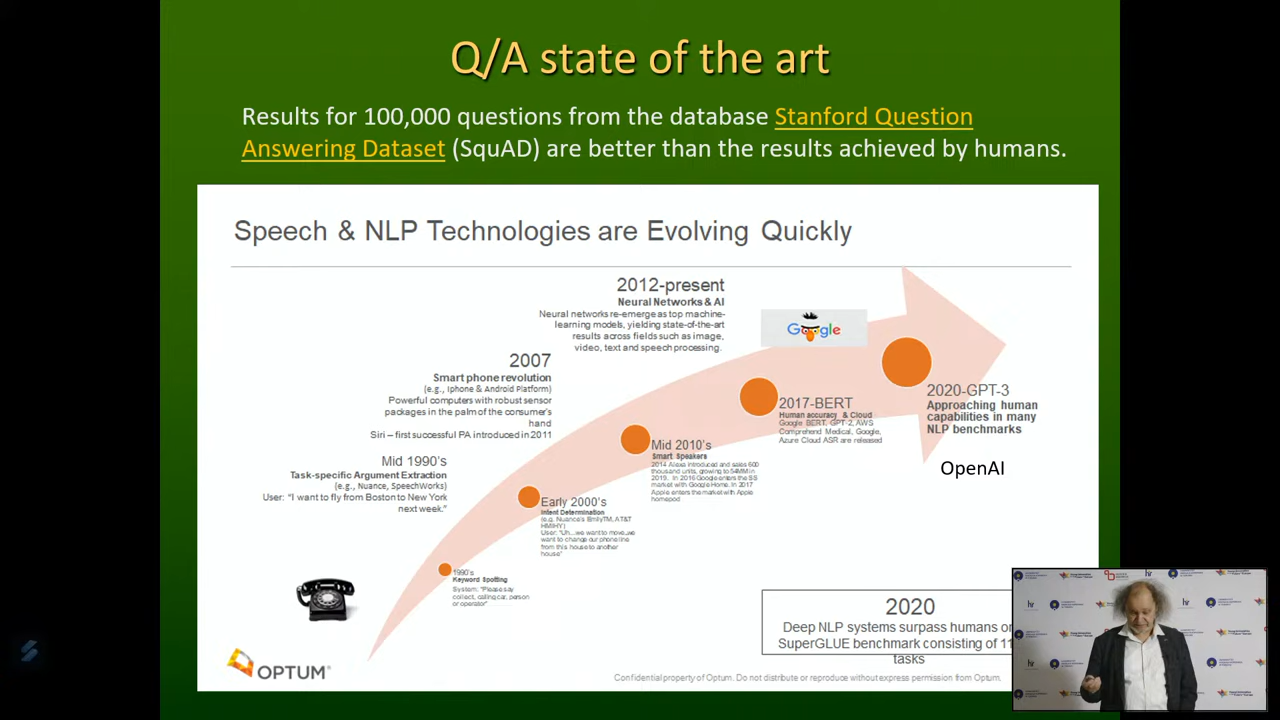 Q/A state of the art
Results for 100,000 questions from the database Stanford Question
Answering Dataset (SquAD) are better than the results achieved by humans.
Speech & NLP Technologies are Evolving Quickly
2012-present
Neural Networks & AI
Neural networks re-emerge as top machine-
learning models, yielding state-of-the-art
results across fields such as image,
video, text and speech processing.
Google
2007
Smart phone revolution
(e.g., Iphone & Android Platform)
Powerful computers with robust sensor
packages in the palm of the consumer's
hand
Siri – first successful PA introduced in 2011
2020-GPT-3
Approaching human
capabilities in many
NLP benchmarks
2017-BERT
Human accuracy & Cloud
Google BERT, GPT-2, AWS
Comprehend Medical, Google,
Azure Cloud ASR are released
Mid 2010's
Smart Speakers
2014 Alexa introduced and sales 600
thousand units, growing to 54MM in
2019. In 2016 Google enters the SS
market with Google Home. In 2017
Apple enters the market with Apple
homepod
OpenAI
Mid 1990's
Task-specific Argument Extraction
(e.g., Nuance, SpeechWorks)
User: "I want to fly from Boston to New York
next week."
Early 2000's
Intent Determination
(e.g. Nuance's EmilyTM, AT&T
HMIHY)
User: "Uh…we want to move…we
want to change our phone line
from this house to another
house"
1990's
Keyword Spotting
System: "Please say
collect, calling car, person
or operator"
2020
Deep NLP systems surpass humans on
SuperGLUE benchmark consisting of 11
tasks
OPTUM®
Confidential property of Optum. Do not distribute or reproduce without express permission from Optum.